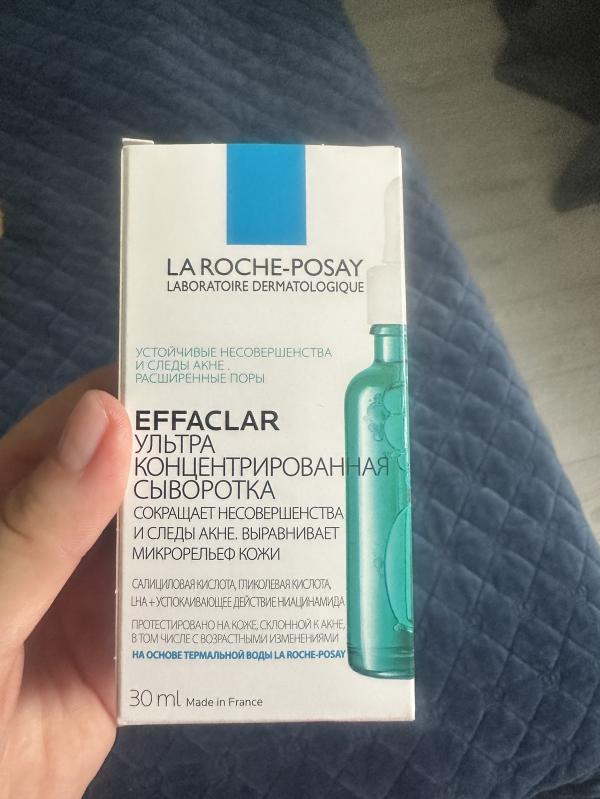 LA ROCHE-POSAY
LABORATOIRE DERMATOLOGIQUE
УСТОЙЧИВЫЕ НЕСОВЕРШЕНСТВА
И СЛЕДЫ АКНЕ.
РАСШИРЕННЫЕ ПОРЫ
EFFACLAR
УЛЬТРА
КОНЦЕНТРИРОВАННАЯ
СЫВОРОТКА
СОКРАЩАЕТ НЕСОВЕРШЕНСТВА
И СЛЕДЫ АКНЕ. ВЫРАВНИВАЕТ
МИКРОРЕЛЬЕФ КОЖИ
САЛИЦИЛОВАЯ КИСЛОТА, ГЛИКОЛЕВАЯ КИСЛОТА,
LHA + УСПОКАИВАЮЩЕЕ ДЕЙСТВИЕ НИАЦИНАМИДА
ПРОТЕСТИРОВАНО НА КОЖЕ, СКЛОННОЙ К АКНЕ,
В ТОМ ЧИСЛЕ С ВОЗРАСТНЫМИ ИЗМЕНЕНИЯМИ
НА ОСНОВЕ ТЕРМАЛЬНОЙ ВОДЫ LA ROCHE-POSAY
30 ml Made in France